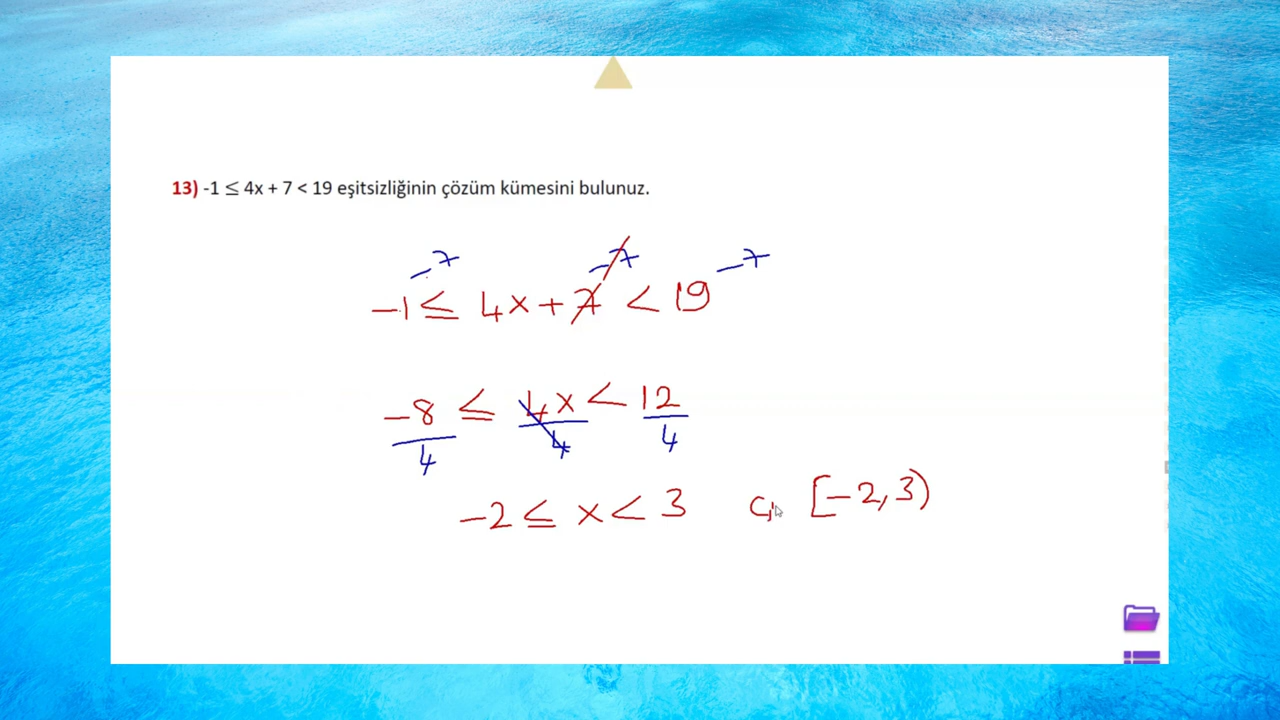 13) -1 ≤ 4x + 7 < 19 eşitsizliğinin çözüm kümesini bulunuz.
-7 -7 -7
-1 ≤ 4x + 7 < 19
-8 ≤ 4x < 12
4 4 4
-2 ≤ x < 3 Ç [-2, 3)